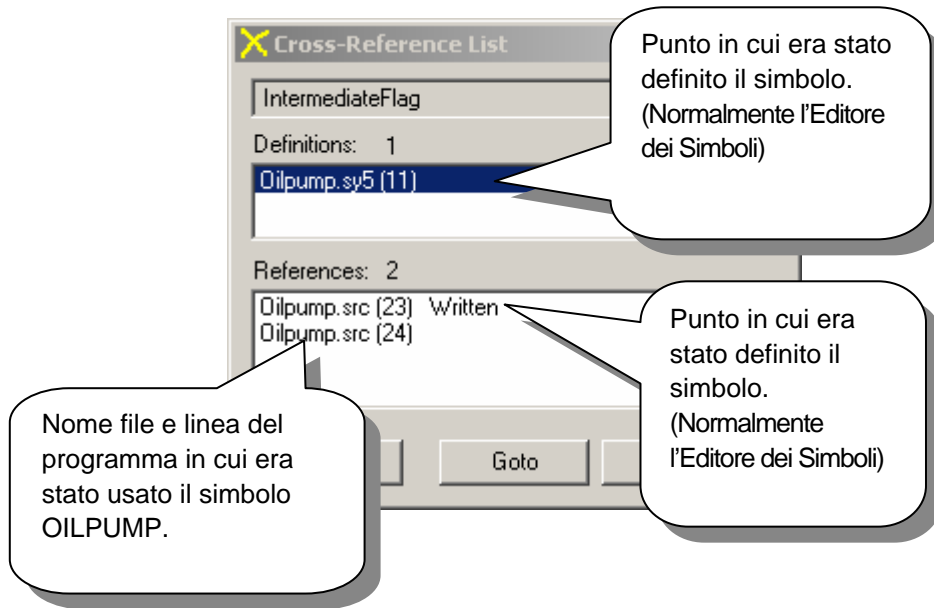 Cross-Reference List
IntermediateFlag
Definitions: 1
Oilpump.sy5 (11)
References: 2
Oilpump.src (23) Written
Oilpump.src (24)
Goto
Punto in cui era stato
definito il simbolo.
(Normalmente l'Editore
dei Simboli)
Punto in cui era
stato definito il
simbolo.
(Normalmente
l'Editore dei Simboli)
Nome file e linea del
programma in cui era
stato usato il simbolo
OILPUMP.